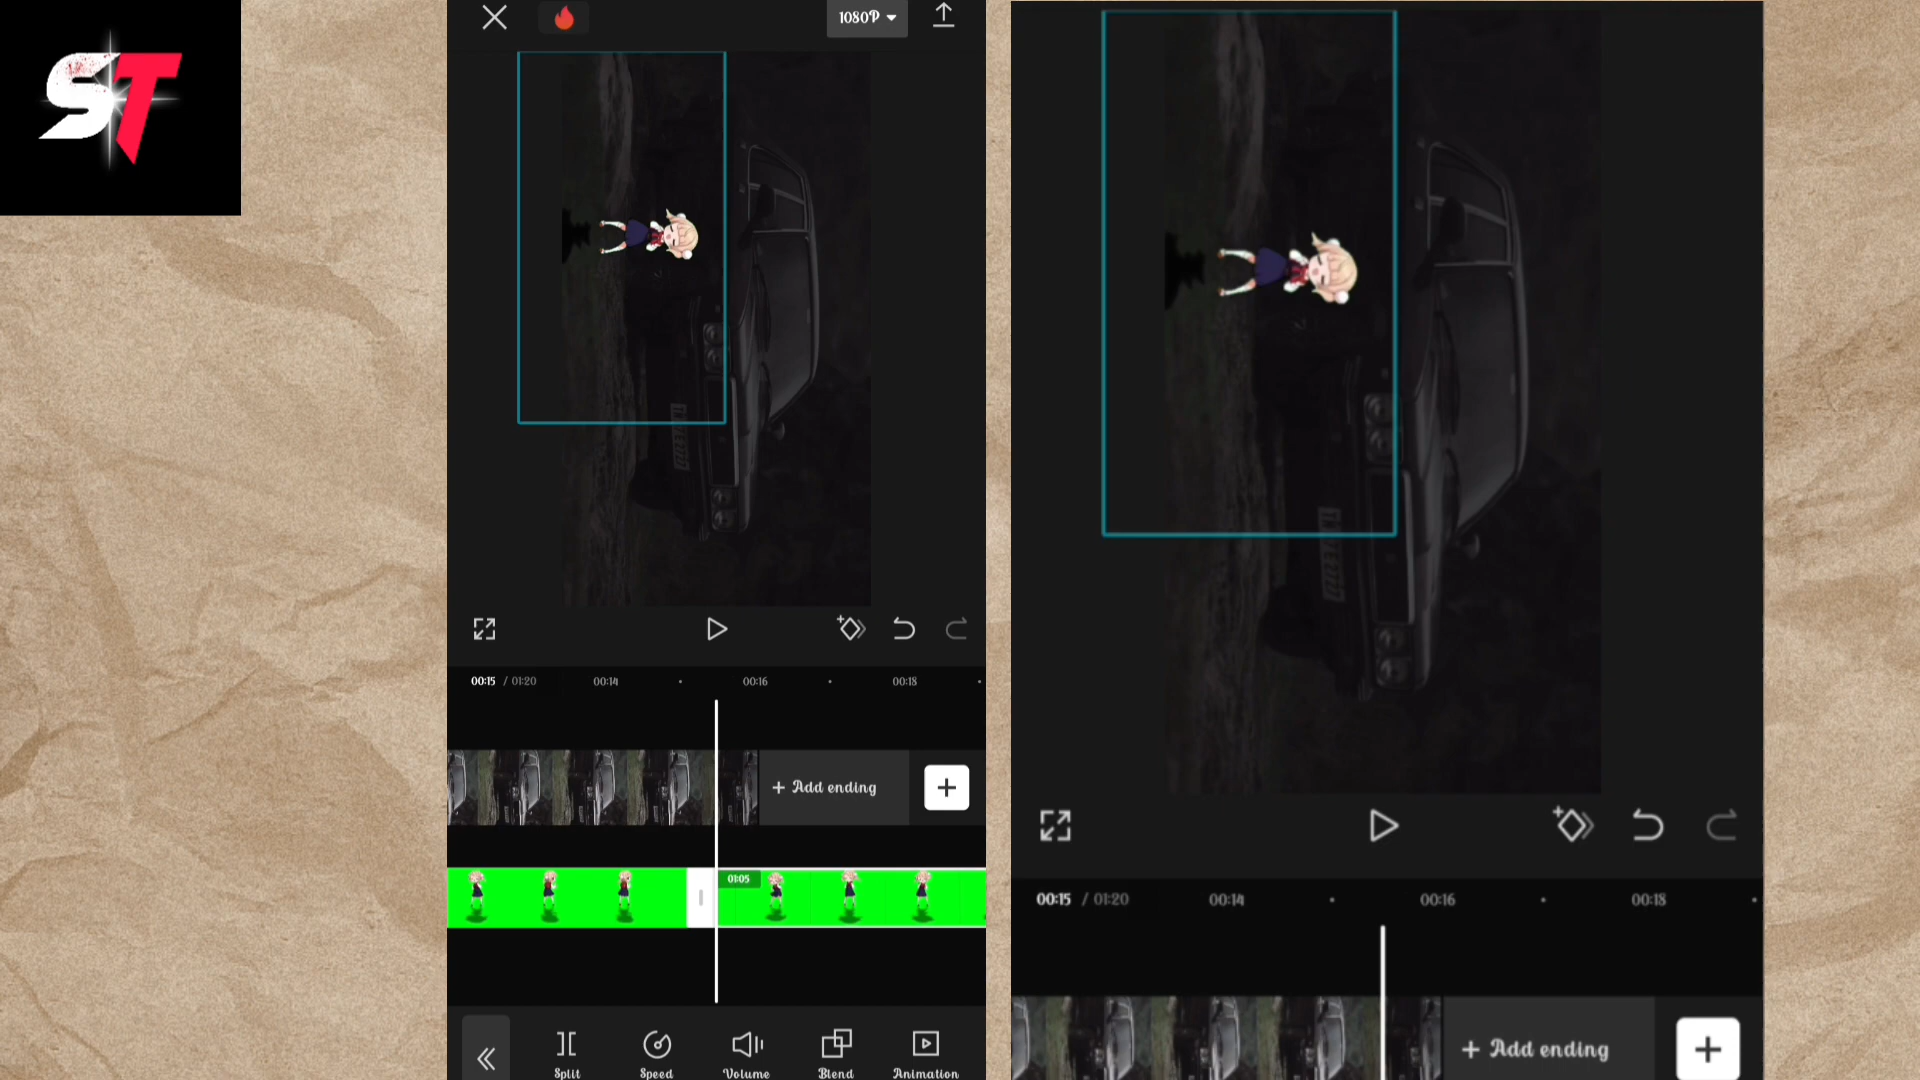 ST
1080P
00:15 / 01:20 00:14 00:16 00:18
+ Add ending
01:05
Split Speed Volume Blend Animation
00:15 / 01:20 00:14 00:16 00:18
+ Add ending